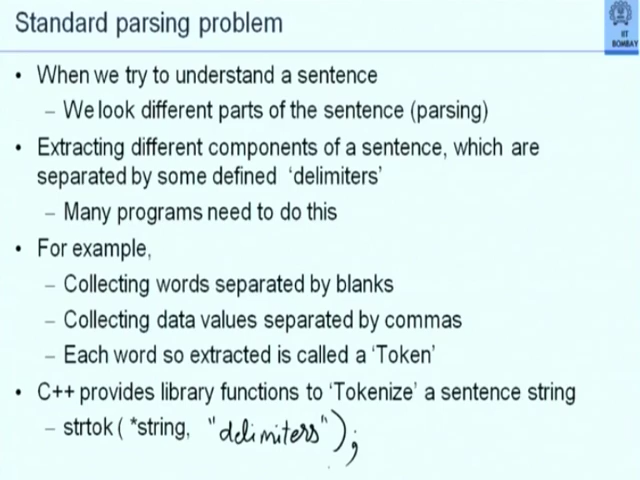 Standard parsing problem
IIT
BOMBAY
• When we try to understand a sentence
– We look different parts of the sentence (parsing)
• Extracting different components of a sentence, which are
separated by some defined 'delimiters'
– Many programs need to do this
• For example,
– Collecting words separated by blanks
– Collecting data values separated by commas
– Each word so extracted is called a 'Token'
• C++ provides library functions to 'Tokenize' a sentence string
– strtok ( *string, "delimiters");